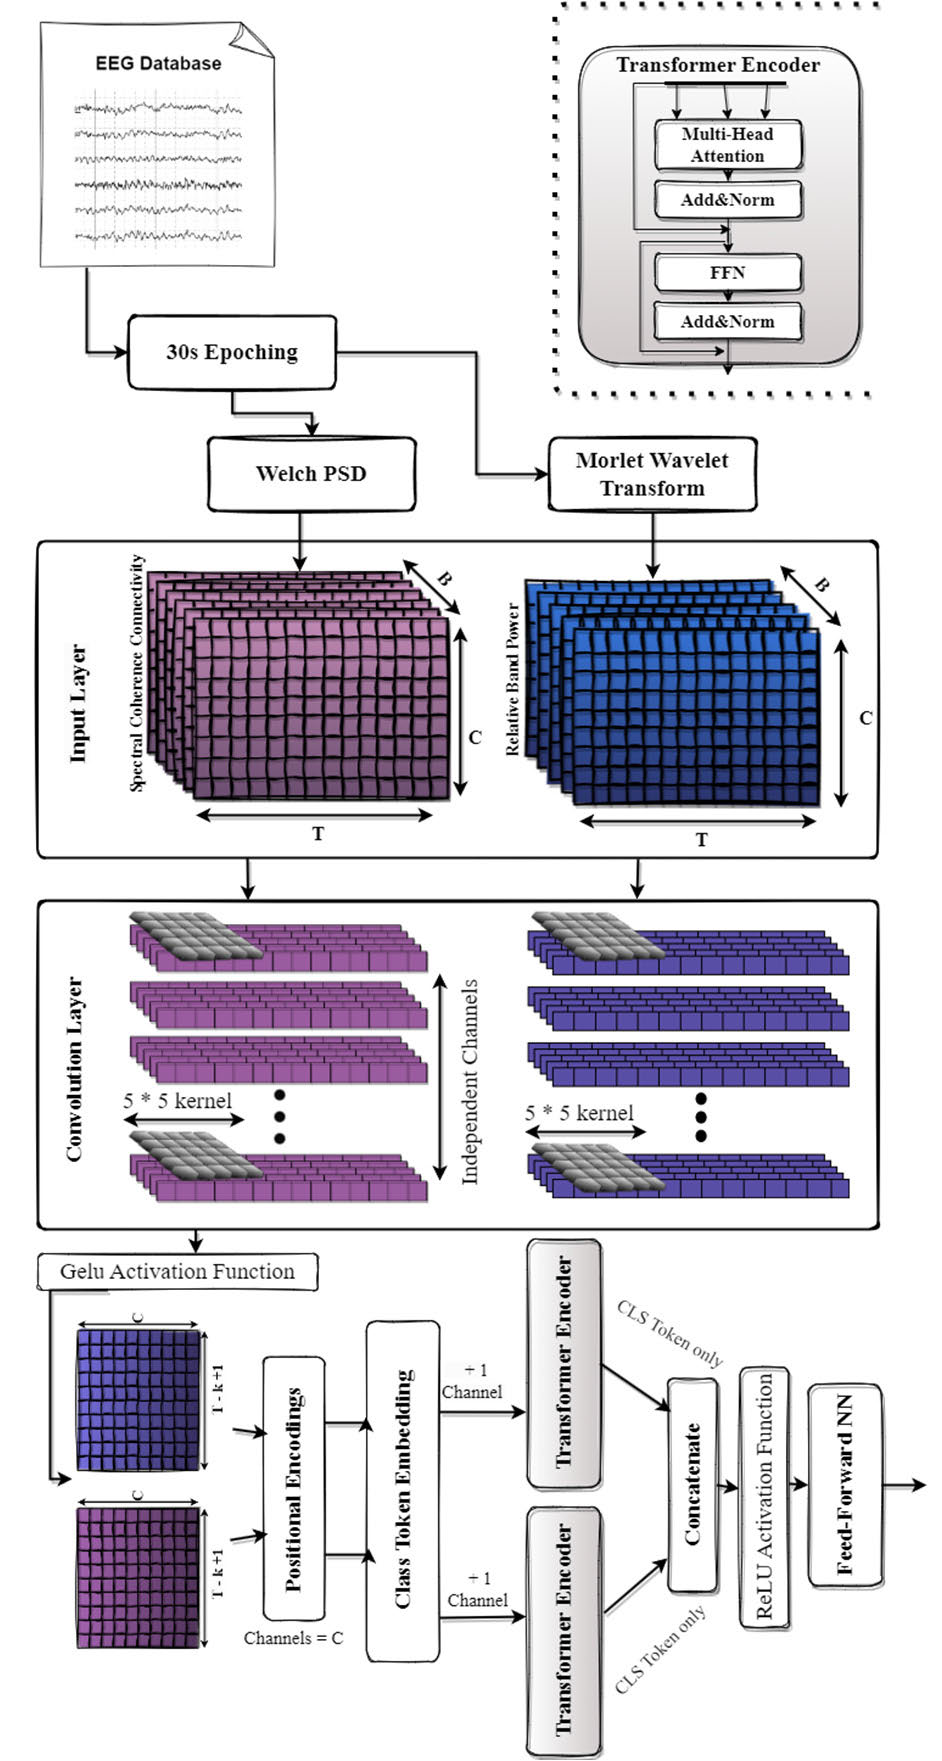 EEG Database
Transformer Encoder
Multi-Head
Attention
Add&Norm
FFN
Add&Norm
30s Epoching
Welch PSD
Morlet Wavelet
Transform
Input Layer
Spectral Coherence Connectivity
B
C
T
Relative Band Power
B
C
T
Convolution Layer
5 * 5 kernel
Independent Channels
5 * 5 kernel
Gelu Activation Function
C
T - k +1
C
T - k +1
Positional Encodings
Channels = C
Class Token Embedding
+ 1
Channel
+ 1
Channel
Transformer Encoder
Transformer Encoder
CLS Token only
CLS Token only
Concatenate
ReLU Activation Function
Feed-Forward NN